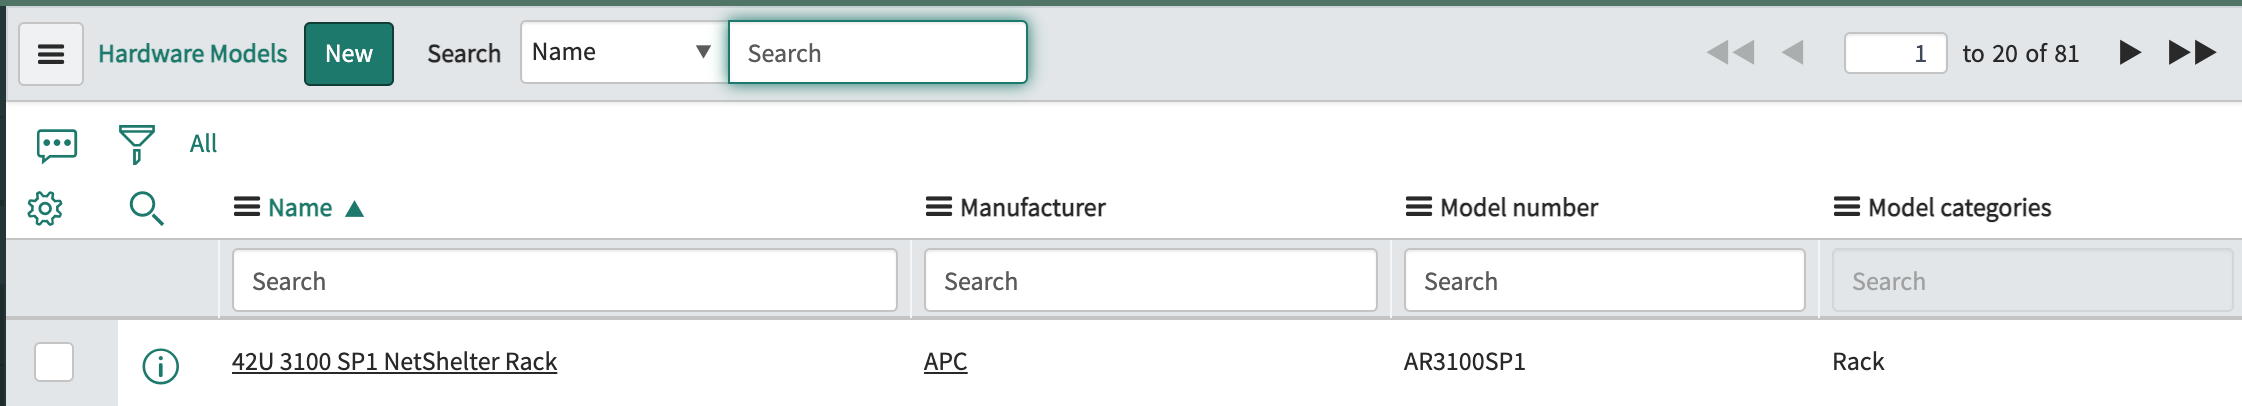 Hardware Models New Search Name Search 1 to 20 of 81
All
Name Manufacturer Model number Model categories
Search Search Search Search
42U 3100 SP1 NetShelter Rack APC AR3100SP1 Rack